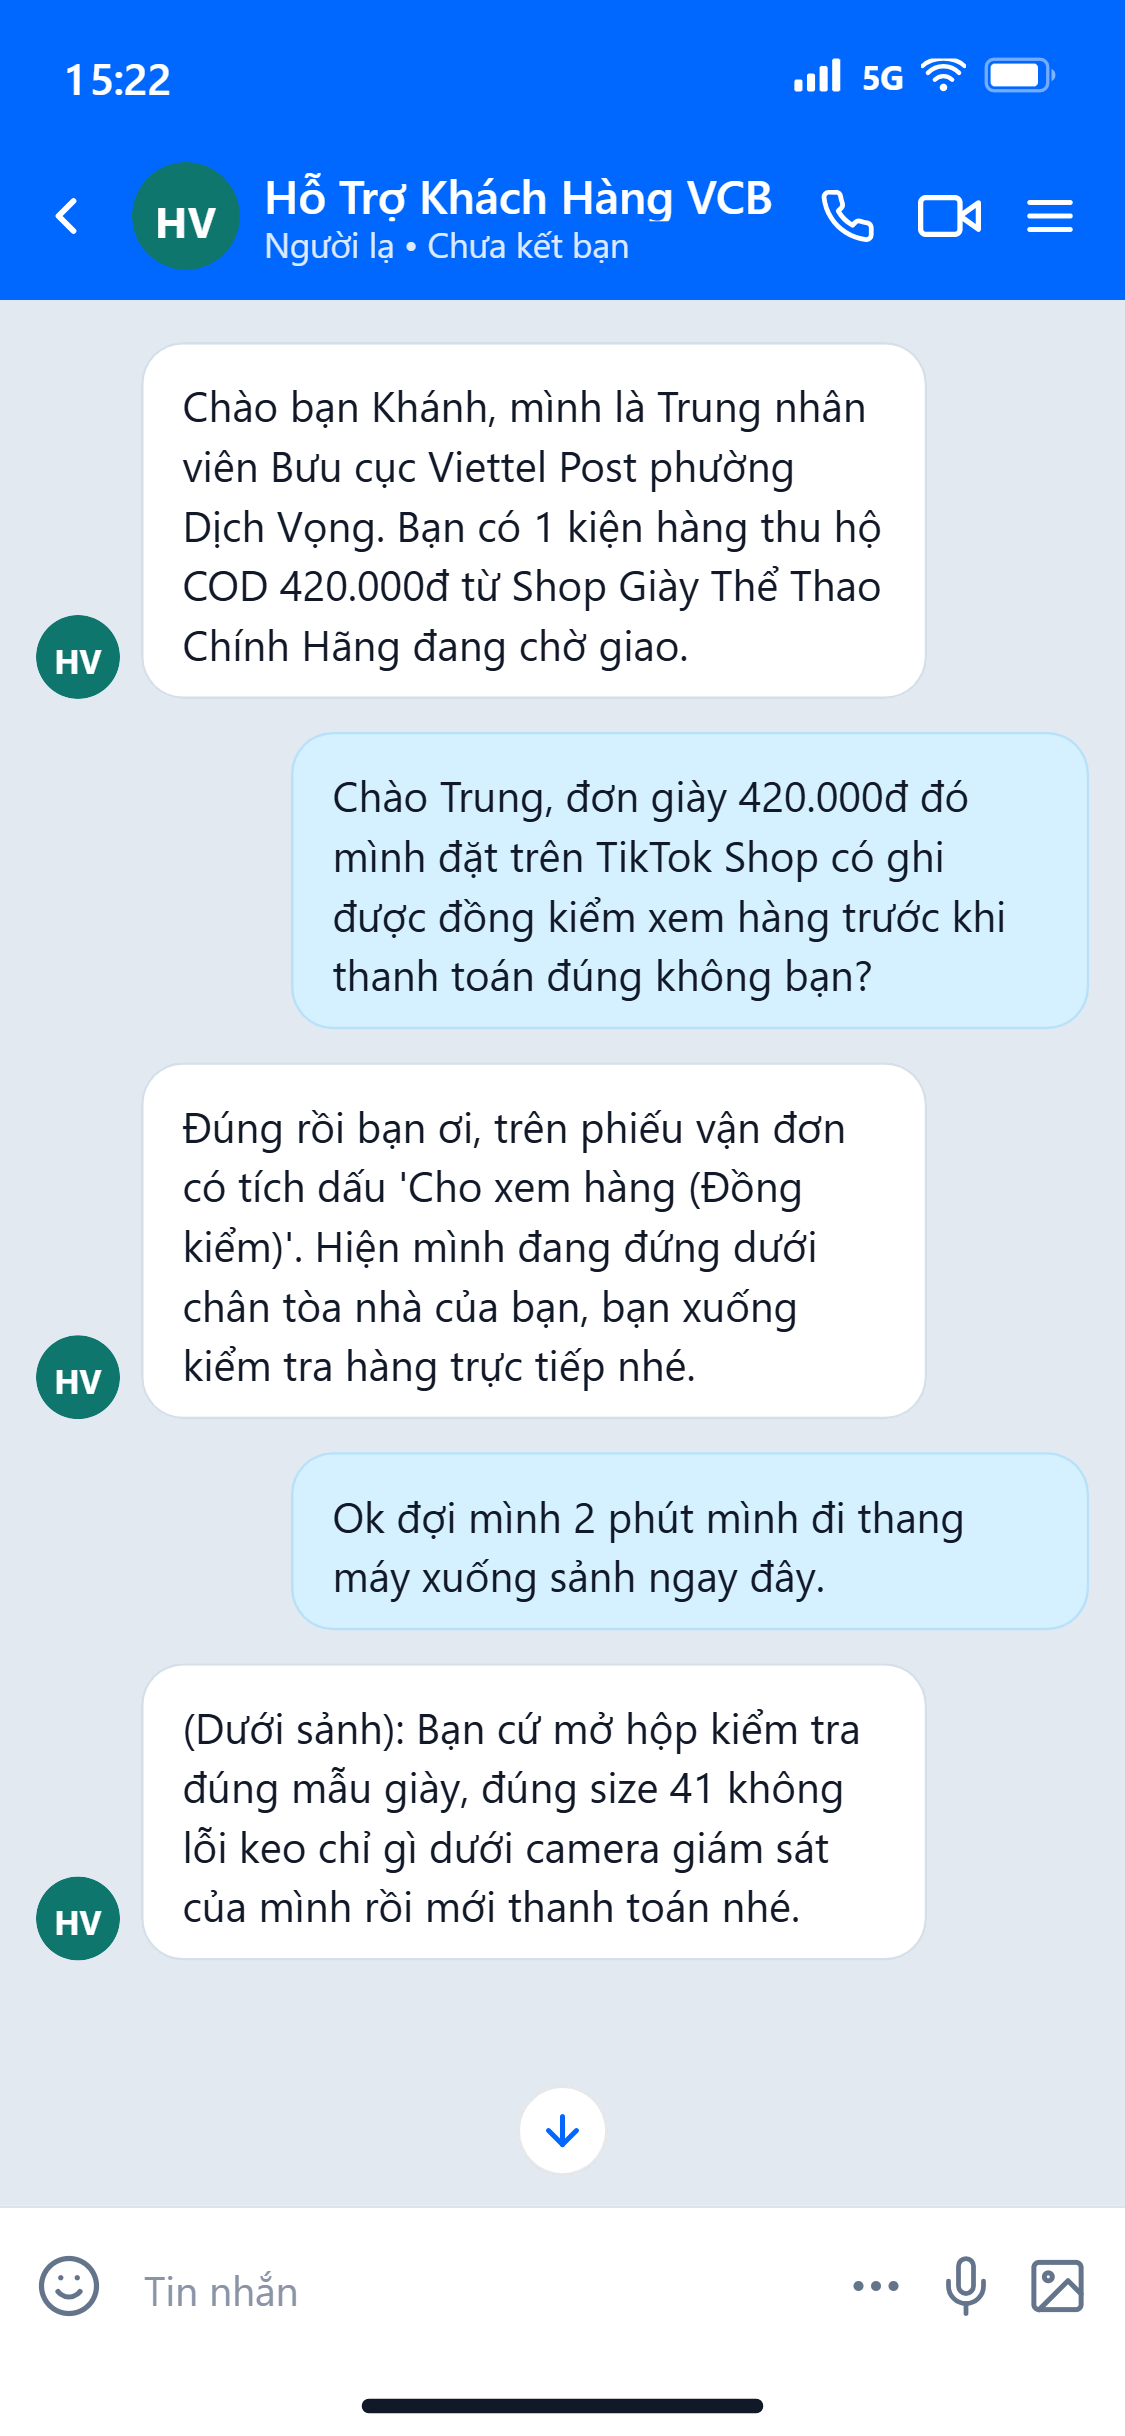 15:22
5G
HV
Hỗ Trợ Khách Hàng VCB
Người lạ • Chưa kết bạn
Chào bạn Khánh, mình là Trung nhân
viên Bưu cục Viettel Post phường
Dịch Vọng. Bạn có 1 kiện hàng thu hộ
COD 420.000đ từ Shop Giày Thể Thao
Chính Hãng đang chờ giao.
HV
Chào Trung, đơn giày 420.000đ đó
mình đặt trên TikTok Shop có ghi
được đồng kiểm xem hàng trước khi
thanh toán đúng không bạn?
Đúng rồi bạn ơi, trên phiếu vận đơn
có tích dấu 'Cho xem hàng (Đồng
kiểm)'. Hiện mình đang đứng dưới
chân tòa nhà của bạn, bạn xuống
kiểm tra hàng trực tiếp nhé.
HV
Ok đợi mình 2 phút mình đi thang
máy xuống sảnh ngay đây.
(Dưới sảnh): Bạn cứ mở hộp kiểm tra
đúng mẫu giày, đúng size 41 không
lỗi keo chỉ gì dưới camera giám sát
của mình rồi mới thanh toán nhé.
HV
Tin nhắn